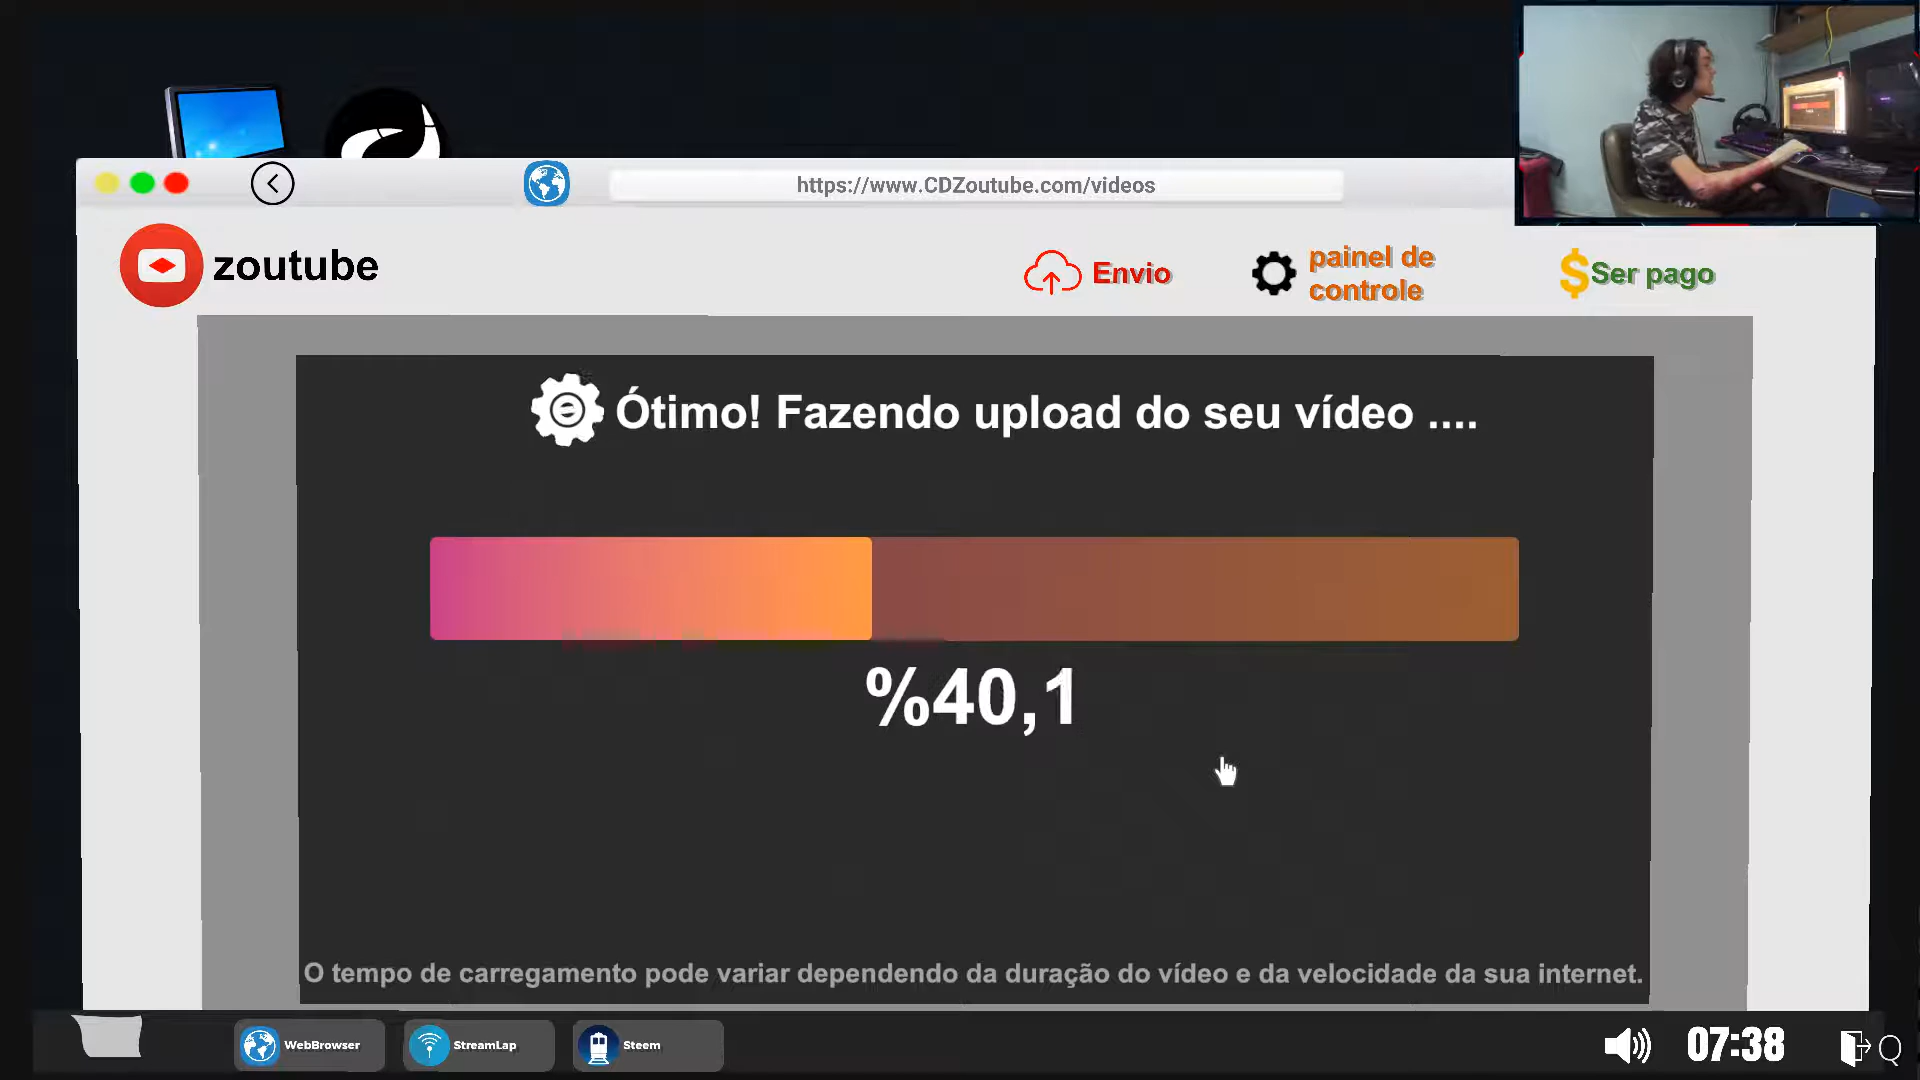 https://www.CDZoutube.com/videos
zoutube
Envio
painel de
controle
$Ser pago
Ótimo! Fazendo upload do seu vídeo ....
%40,1
O tempo de carregamento pode variar dependendo da duração do vídeo e da velocidade da sua internet.
WebBrowser
StreamLap
Steem
07:38
Q